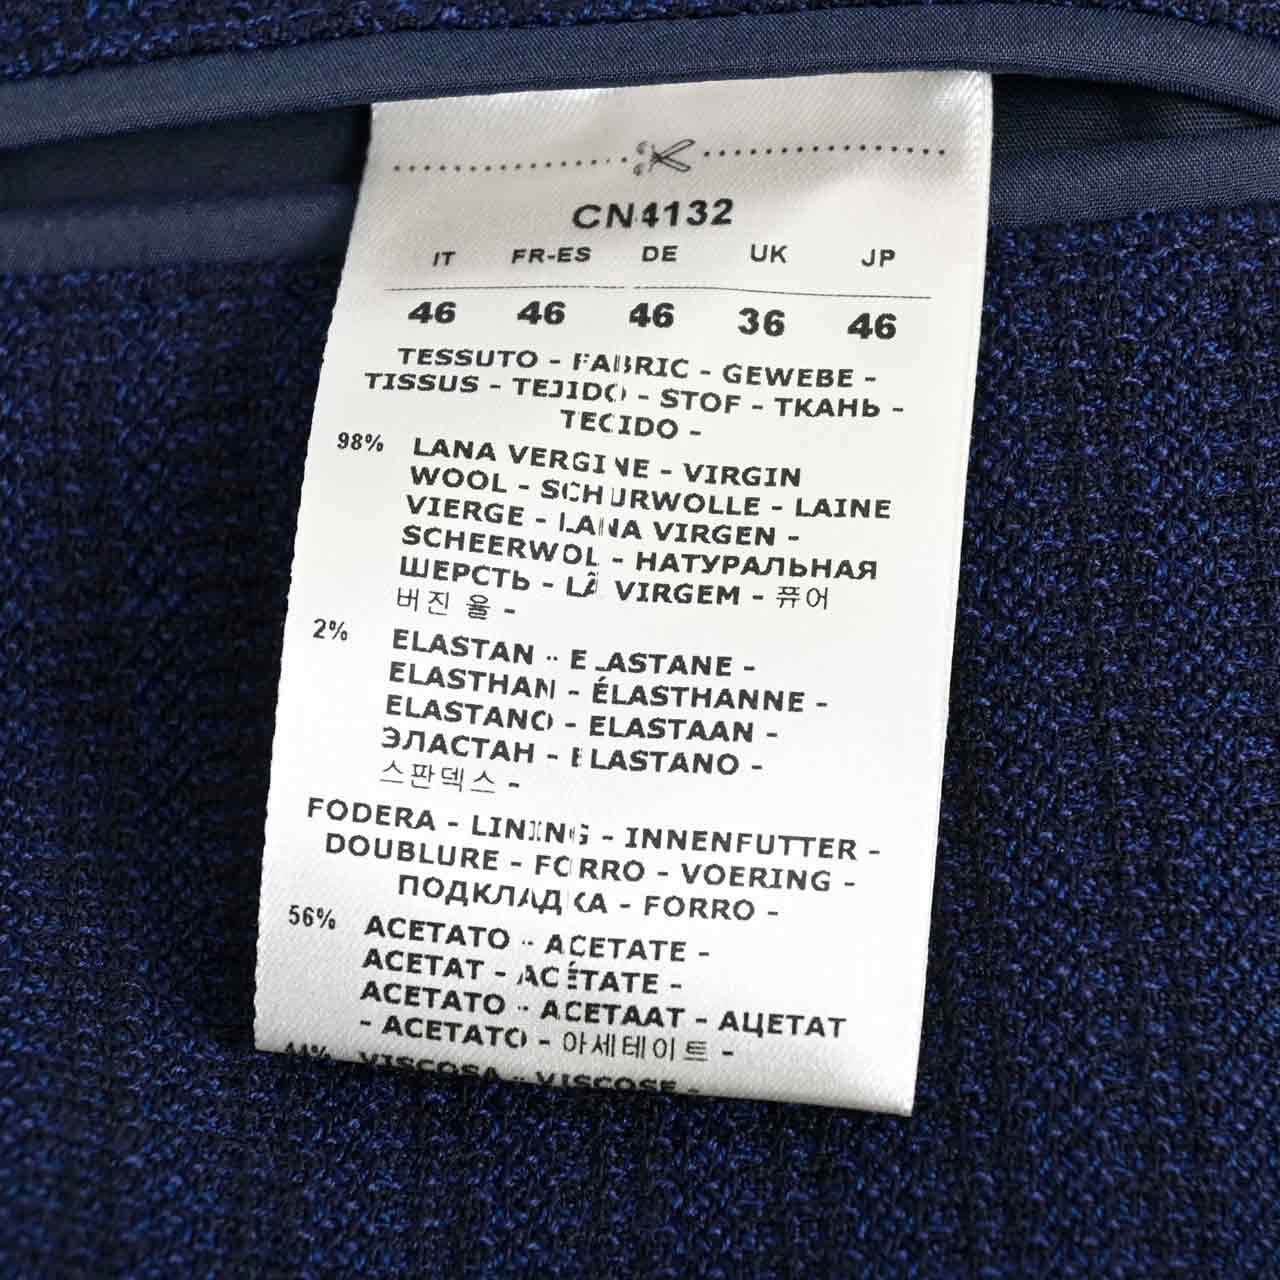 CN4132
IT FR-ES DE UK JP
46 46 46 36 46
TESSUTO - FABRIC - GEWEBE -
TISSUS - TEJIDO - STOF - ТКАНЬ -
TECIDO -
98% LANA VERGINE - VIRGIN
WOOL - SCHURWOLLE - LAINE
VIERGE - LANA VIRGEN -
SCHEERWOL - НАТУРАЛЬНАЯ
ШЕРСТЬ - LÃ VIRGEM - 퓨어
버진 울 -
2% ELASTAN - ELASTANE -
ELASTHAN - ÉLASTHANNE -
ELASTANO - ELASTAAN -
ЭЛАСТАН - ELASTANO -
스판덱스 -
FODERA - LINING - INNENFUTTER -
DOUBLURE - FORRO - VOERING -
ПОДКЛАДКА - FORRO -
56% ACETATO - ACETATE -
ACETAT - ACÉTATE -
ACETATO - ACETAAT - АЦЕТАТ
- ACETATO - 아세테이트 -
44% VISCOSA - VISCOSE -